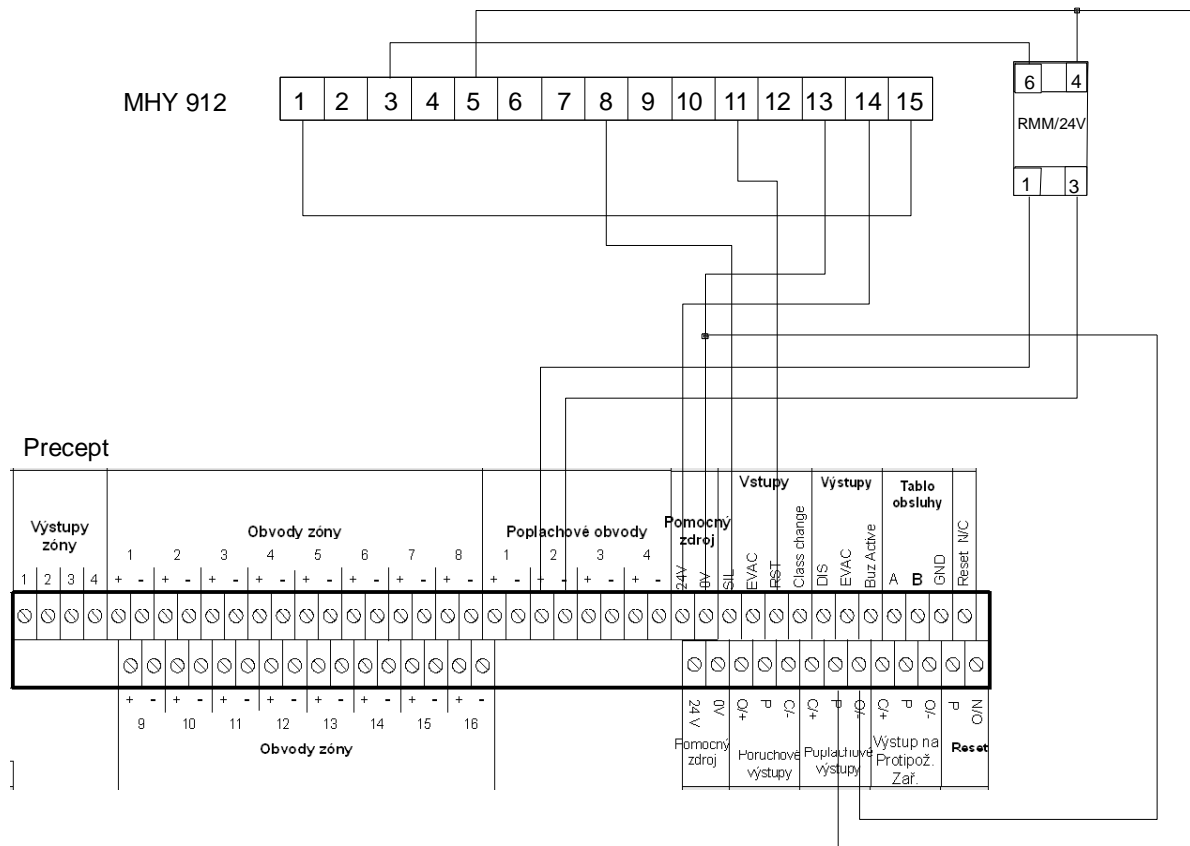 6 4
MHY 912 1 2 3 4 5 6 7 8 9 10 11 12 13 14 15
RMM/24V
1 3
Precept
Vstupy Výstupy Tablo
obsluhy
Výstupy
zóny
Obvody zóny
Poplachové obvody
Pomocný
zdroj
1 2 3 4 5 6 7 8
1 2 3 4
1 2 3 4
+ - + - + - + - + - + - + - + -
+ - + - + - + -
24V 0V SIL EVAC RST Class change DIS EVAC Buz Active A B GND Reset N/C
+ - + - + - + - + - + - + - + -
9 10 11 12 13 14 15 16
Obvody zóny
24 V 0V O/+ P C/- C/+ P O/- C/+ P O/- P N/O
Pomocný
zdroj
Poruchové
výstupy
Poplachové
výstupy
Výstup na
Protipož.
Zař.
Reset